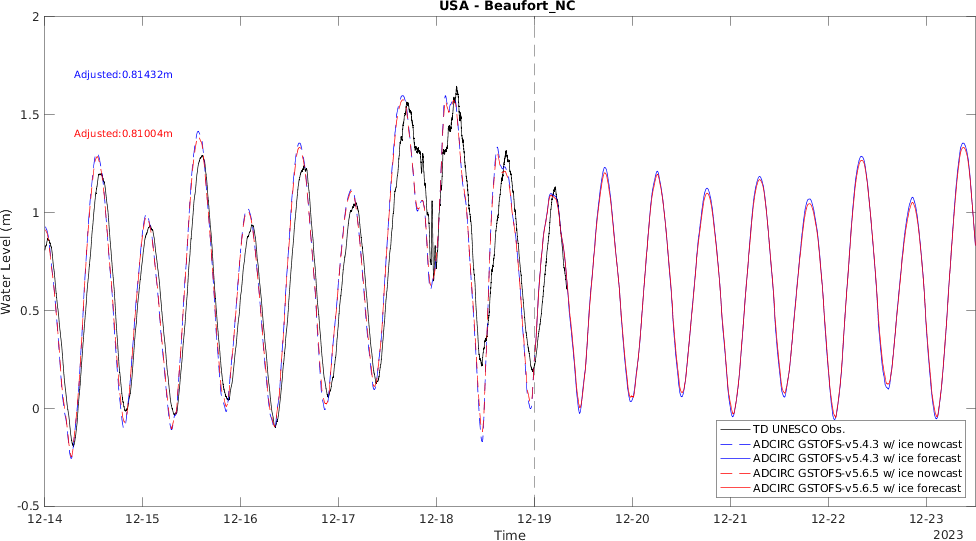 USA - Beaufort_NC
2
Adjusted:0.81432m
1.5
Adjusted:0.81004m
1
Water Level (m)
0.5
0
-0.5
TD UNESCO Obs.
ADCIRC GSTOFS-v5.4.3 w/ ice nowcast
ADCIRC GSTOFS-v5.4.3 w/ ice forecast
ADCIRC GSTOFS-v5.6.5 w/ ice nowcast
ADCIRC GSTOFS-v5.6.5 w/ ice forecast
12-14 12-15 12-16 12-17 12-18 12-19 12-20 12-21 12-22 12-23
Time
2023